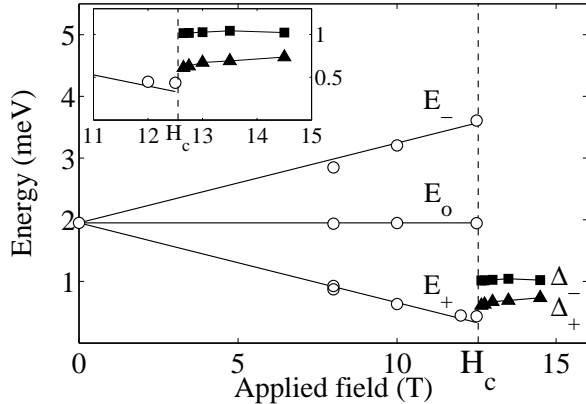 5
4
3
2
1
Energy (meV)
0
5
10
15
H_c
Applied field (T)
E_−
E_o
E_+
Δ_−
Δ_+
1
0.5
11
12
H_c
13
14
15